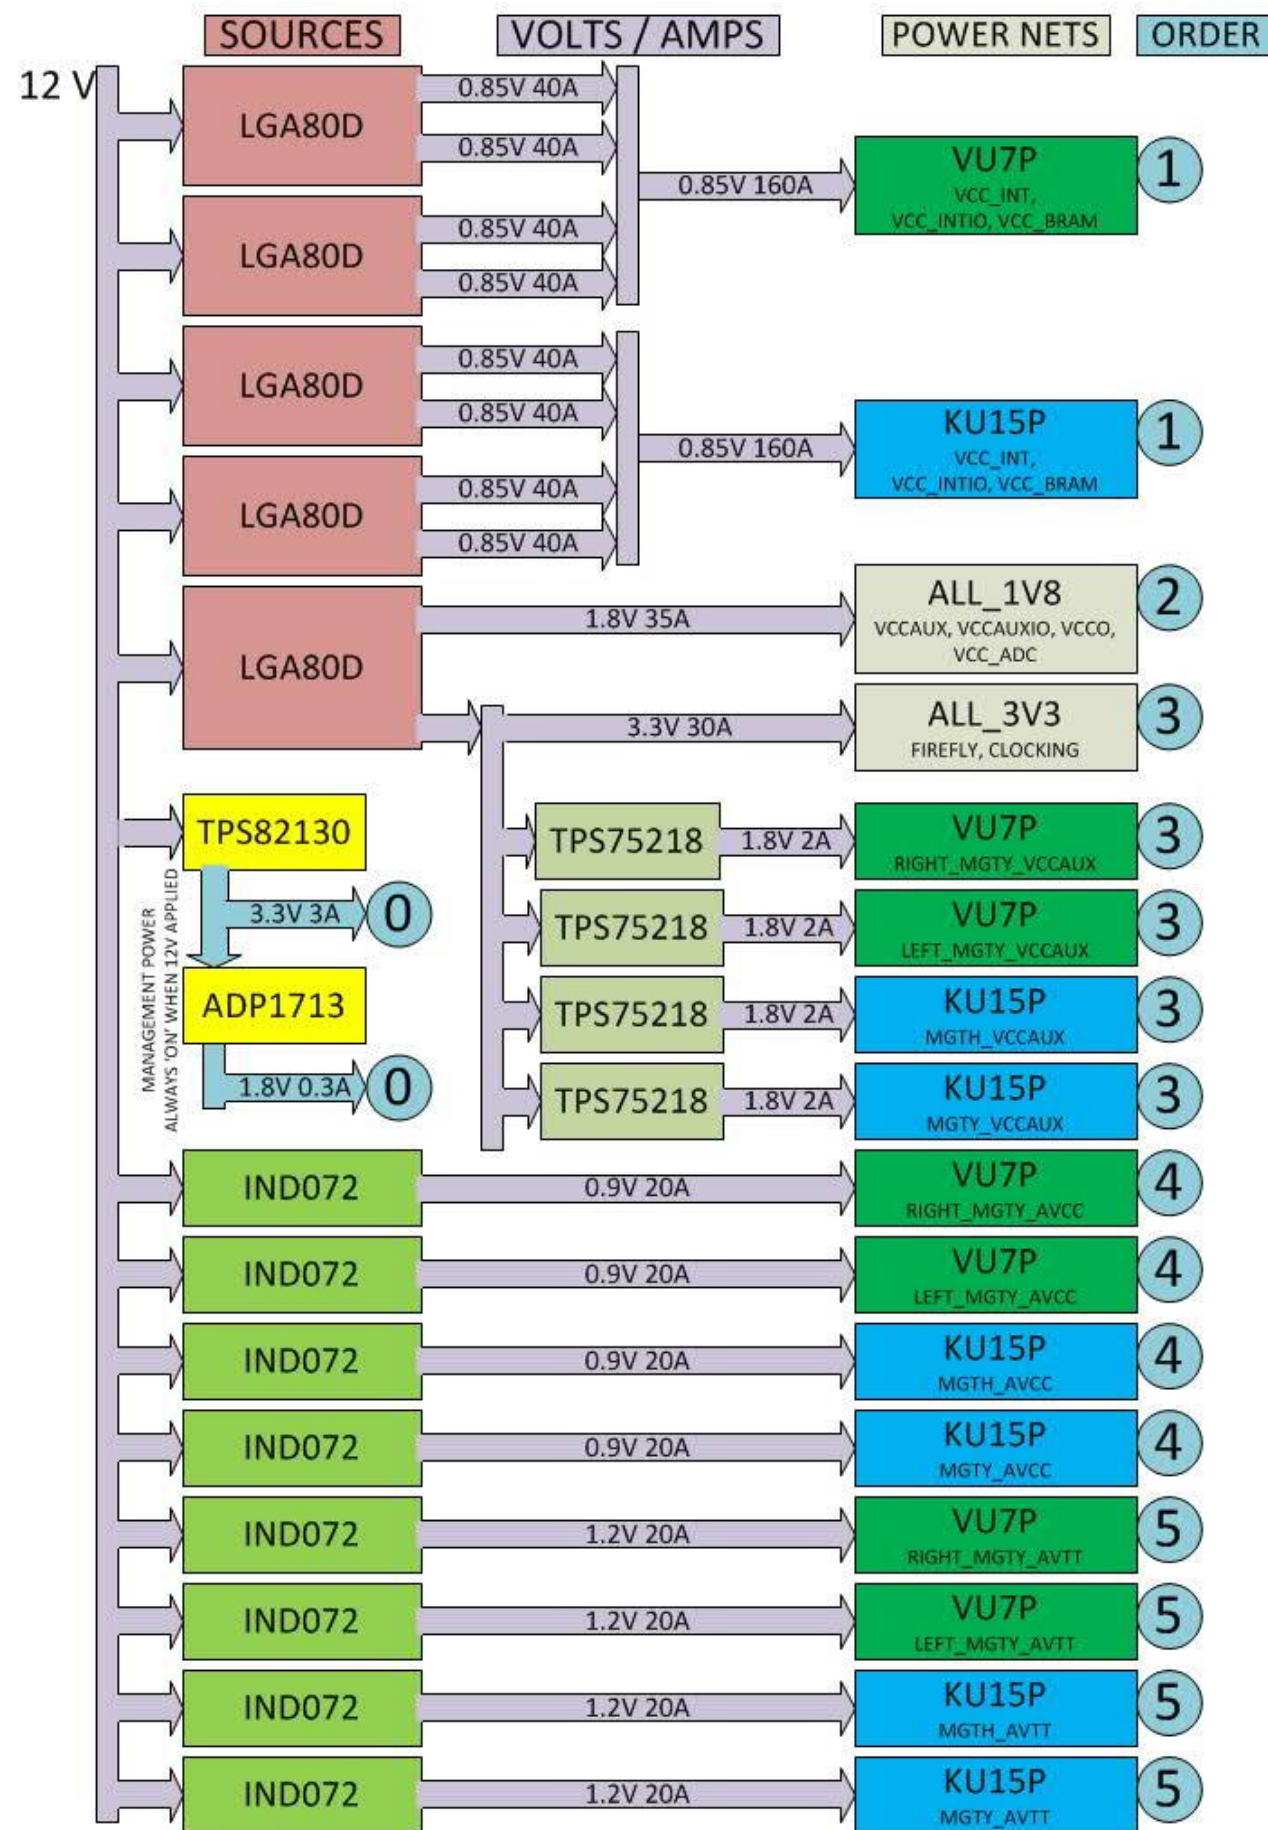 SOURCES
VOLTS / AMPS
POWER NETS
ORDER
12 V
LGA80D
0.85V 40A
0.85V 40A
LGA80D
0.85V 40A
0.85V 40A
0.85V 160A
VU7P
VCC_INT,
VCC_INTIO, VCC_BRAM
1
LGA80D
0.85V 40A
0.85V 40A
LGA80D
0.85V 40A
0.85V 40A
0.85V 160A
KU15P
VCC_INT,
VCC_INTIO, VCC_BRAM
1
LGA80D
1.8V 35A
ALL_1V8
VCCAUX, VCCAUXIO, VCCO,
VCC_ADC
2
3.3V 30A
ALL_3V3
FIREFLY, CLOCKING
3
TPS82130
3.3V 3A
0
ADP1713
1.8V 0.3A
0
MANAGEMENT POWER
ALWAYS 'ON' WHEN 12V APPLIED
TPS75218
1.8V 2A
VU7P
RIGHT_MGTY_VCCAUX
3
TPS75218
1.8V 2A
VU7P
LEFT_MGTY_VCCAUX
3
TPS75218
1.8V 2A
KU15P
MGTH_VCCAUX
3
TPS75218
1.8V 2A
KU15P
MGTY_VCCAUX
3
IND072
0.9V 20A
VU7P
RIGHT_MGTY_AVCC
4
IND072
0.9V 20A
VU7P
LEFT_MGTY_AVCC
4
IND072
0.9V 20A
KU15P
MGTH_AVCC
4
IND072
0.9V 20A
KU15P
MGTY_AVCC
4
IND072
1.2V 20A
VU7P
RIGHT_MGTY_AVTT
5
IND072
1.2V 20A
VU7P
LEFT_MGTY_AVTT
5
IND072
1.2V 20A
KU15P
MGTH_AVTT
5
IND072
1.2V 20A
KU15P
MGTY_AVTT
5